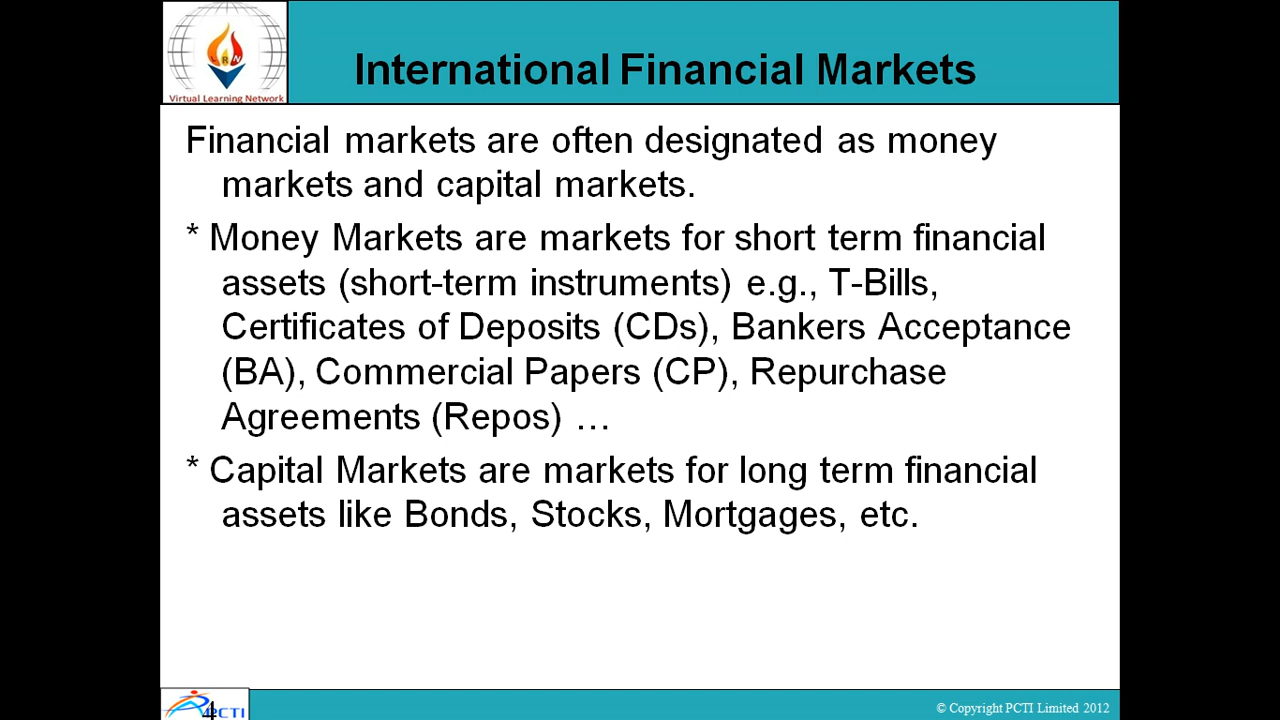 Virtual Learning Network
International Financial Markets
Financial markets are often designated as money
markets and capital markets.
* Money Markets are markets for short term financial
assets (short-term instruments) e.g., T-Bills,
Certificates of Deposits (CDs), Bankers Acceptance
(BA), Commercial Papers (CP), Repurchase
Agreements (Repos) …
* Capital Markets are markets for long term financial
assets like Bonds, Stocks, Mortgages, etc.
4
PCTI
© Copyright PCTI Limited 2012